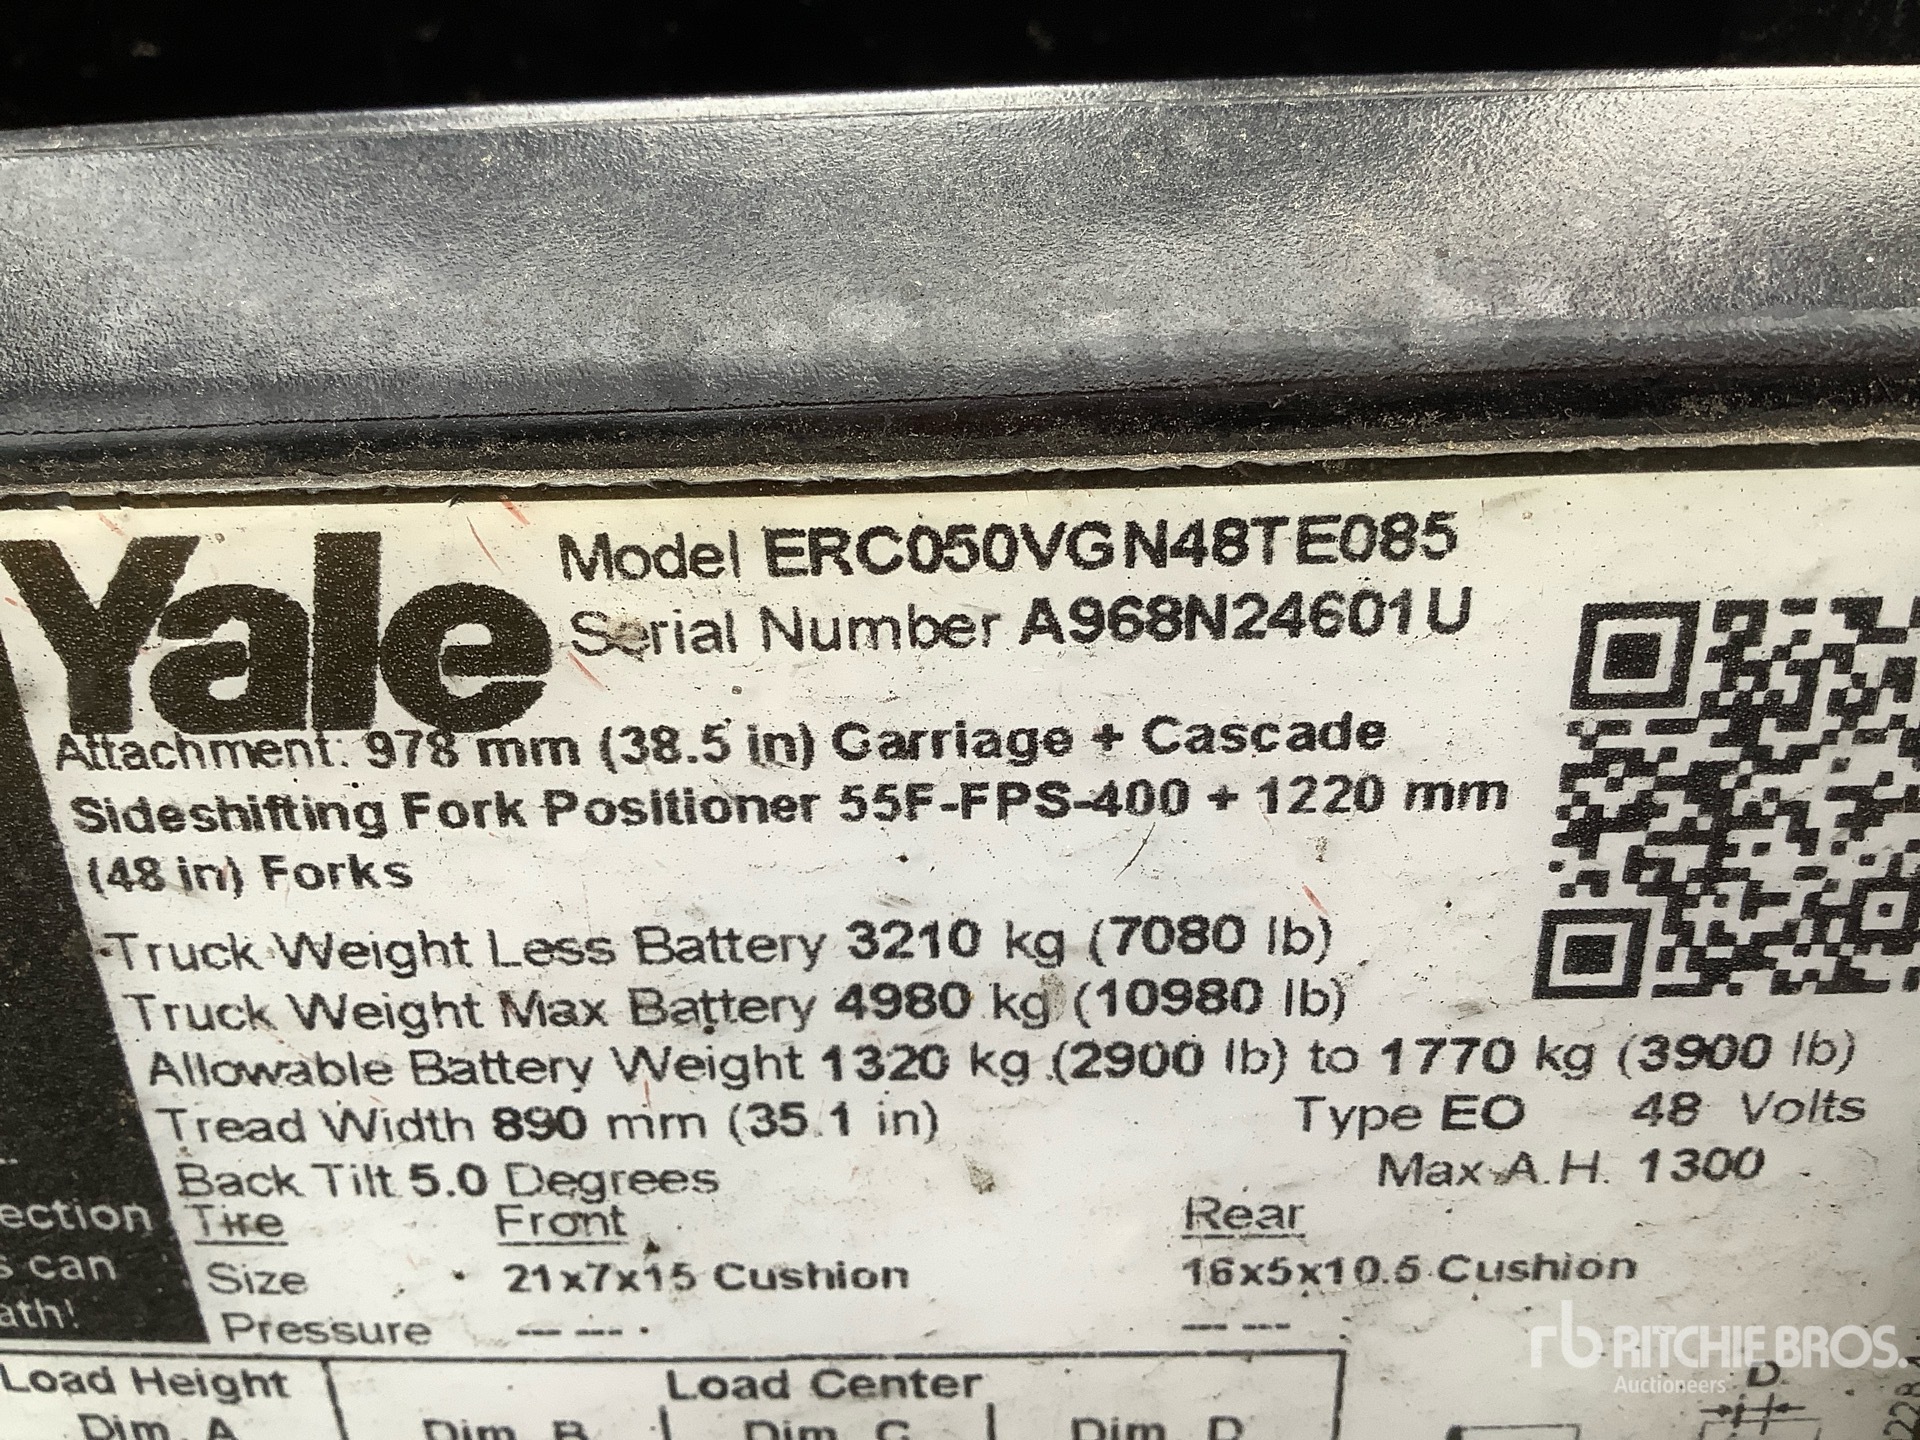 Yale
Model ERC050VGN48TE085
Serial Number A968N24601U
Attachment: 978 mm (38.5 in) Carriage + Cascade
Sideshifting Fork Positioner 55F-FPS-400 + 1220 mm
(48 in) Forks
Truck Weight Less Battery 3210 kg (7080 lb)
Truck Weight Max Battery 4980 kg (10980 lb)
Allowable Battery Weight 1320 kg (2900 lb) to 1770 kg (3900 lb)
Tread Width 890 mm (35.1 in) Type EO 48 Volts
Back Tilt 5.0 Degrees Max A.H. 1300
ection
s can
ath!
Tire Front Rear
Size 21x7x15 Cushion 16x5x10.5 Cushion
Pressure --- --- --- ---
Load Height Load Center
Dim. A Dim. B Dim. C Dim. D
D
rb RITCHIE BROS.
Auctioneers